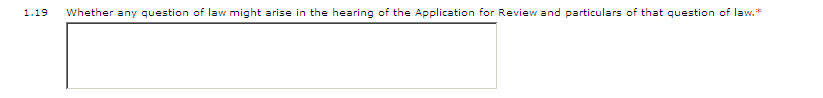 1.19 Whether any question of law might arise in the hearing of the Application for Review and particulars of that question of law.*